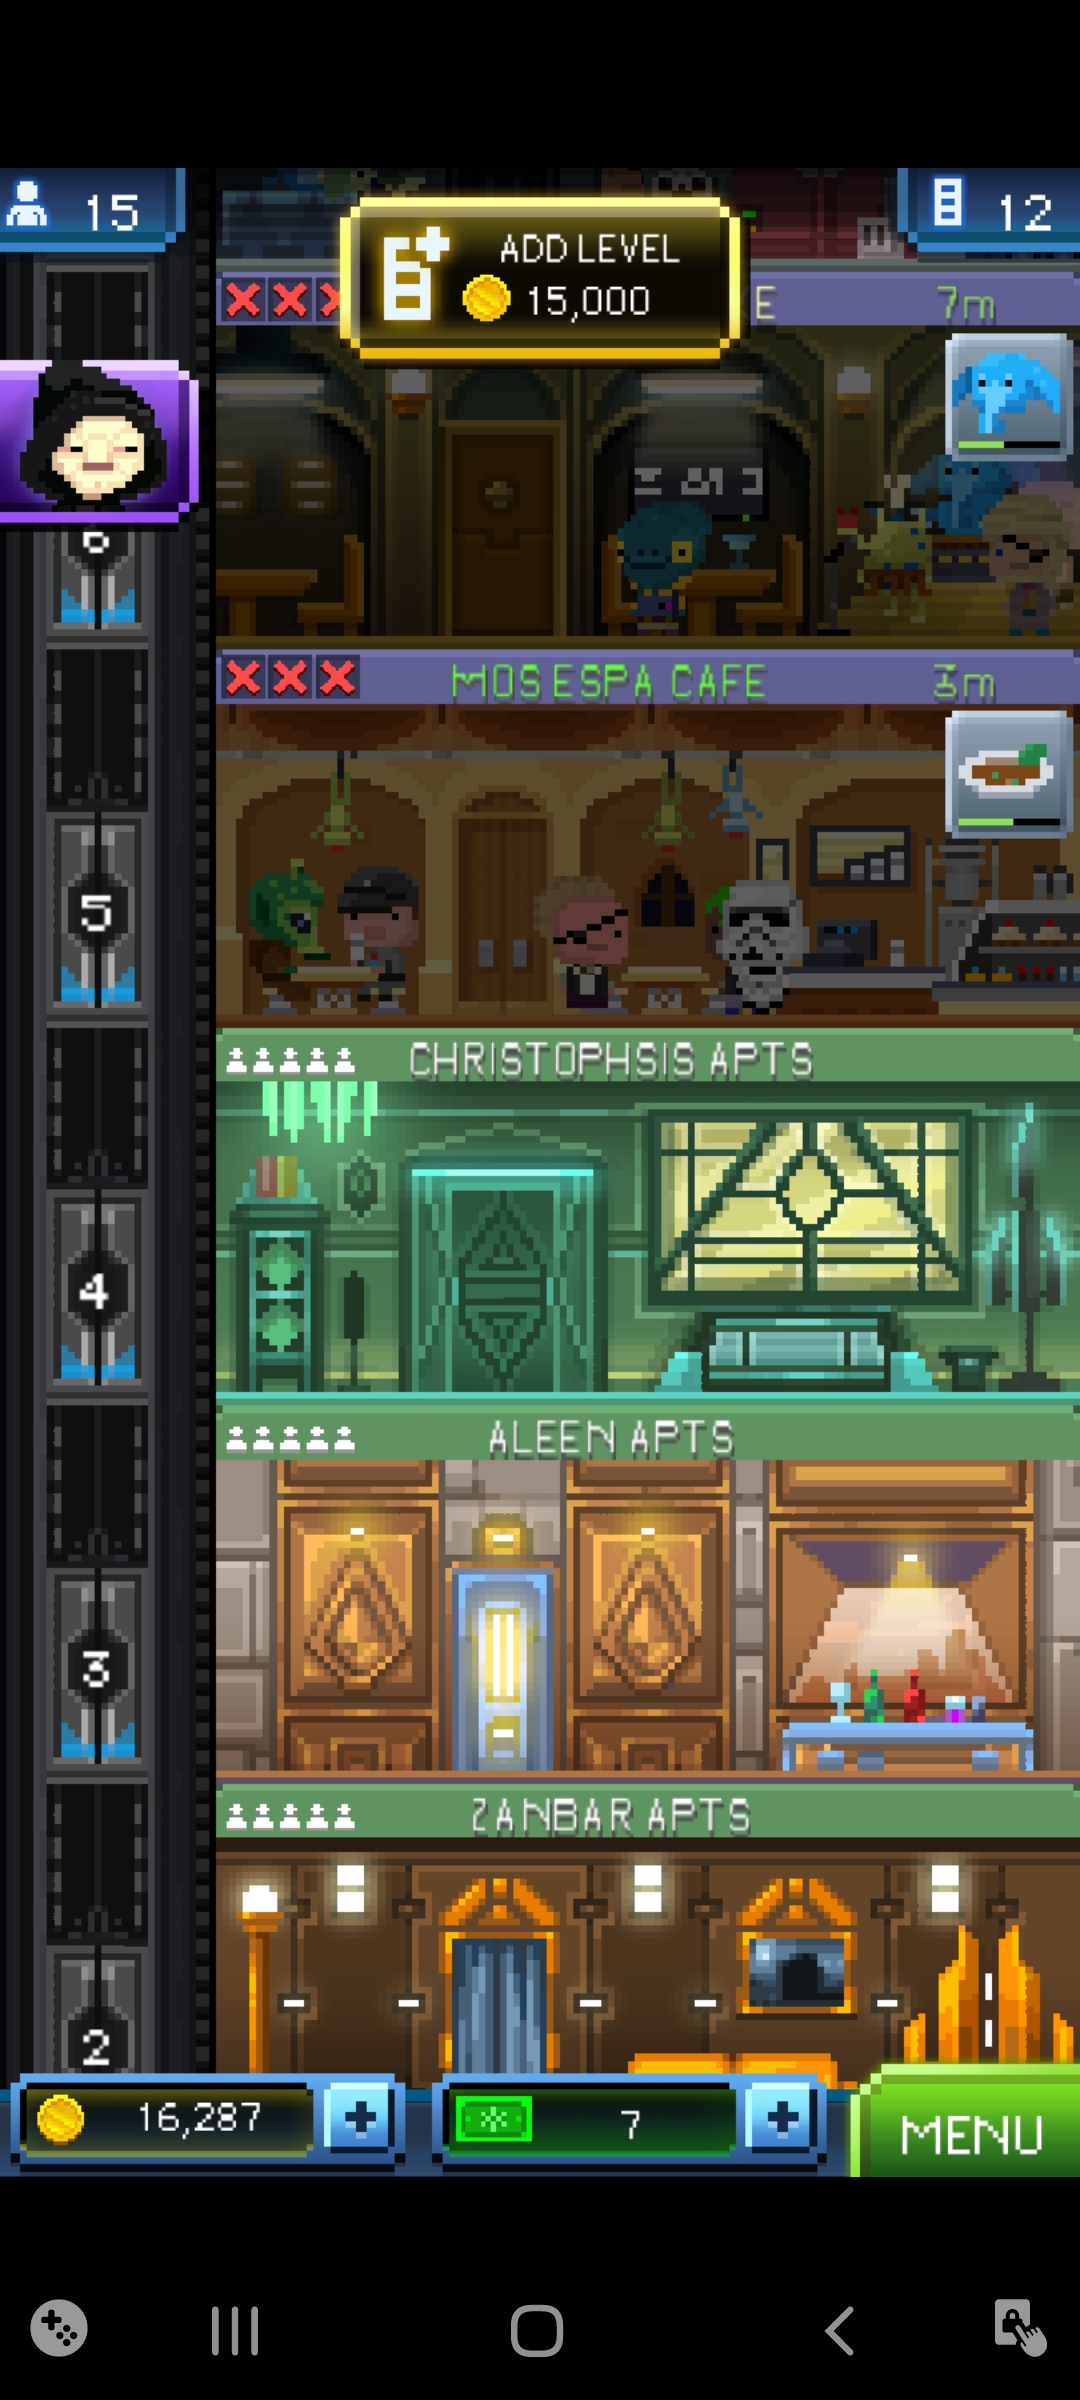 15
12
ADD LEVEL
15,000
E
7m
6
MOS ESPA CAFE
3m
5
CHRISTOPHSIS APTS
4
ALEEN APTS
3
ZANBAR APTS
2
16,287
7
MENU